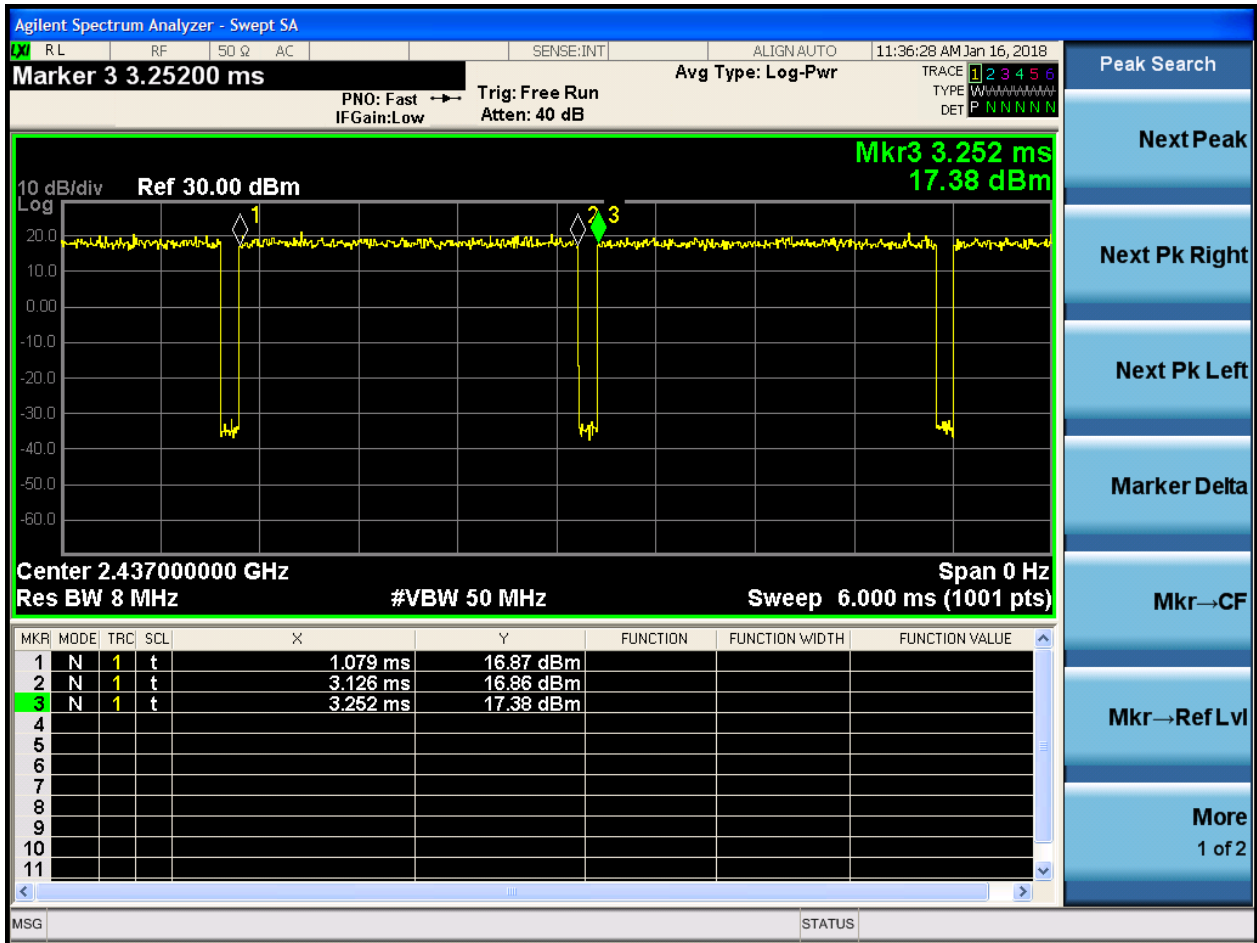 Agilent Spectrum Analyzer - Swept SA
LXI RL RF 50 Ω AC SENSE:INT ALIGN AUTO 11:36:28 AM Jan 16, 2018
Marker 3 3.25200 ms
PNO: Fast
IFGain:Low
Trig: Free Run
Atten: 40 dB
Avg Type: Log-Pwr
TRACE 1 2 3 4 5 6
TYPE WWWWWW
DET P N N N N N
Mkr3 3.252 ms
17.38 dBm
10 dB/div Ref 30.00 dBm
Log
1
2
3
20.0
10.0
0.00
-10.0
-20.0
-30.0
-40.0
-50.0
-60.0
Center 2.437000000 GHz Span 0 Hz
Res BW 8 MHz #VBW 50 MHz Sweep 6.000 ms (1001 pts)
MKR MODE TRC SCL X Y FUNCTION FUNCTION WIDTH FUNCTION VALUE
1 N 1 t 1.079 ms 16.87 dBm
2 N 1 t 3.126 ms 16.86 dBm
3 N 1 t 3.252 ms 17.38 dBm
4
5
6
7
8
9
10
11
MSG STATUS
Peak Search
Next Peak
Next Pk Right
Next Pk Left
Marker Delta
Mkr→CF
Mkr→Ref Lvl
More
1 of 2